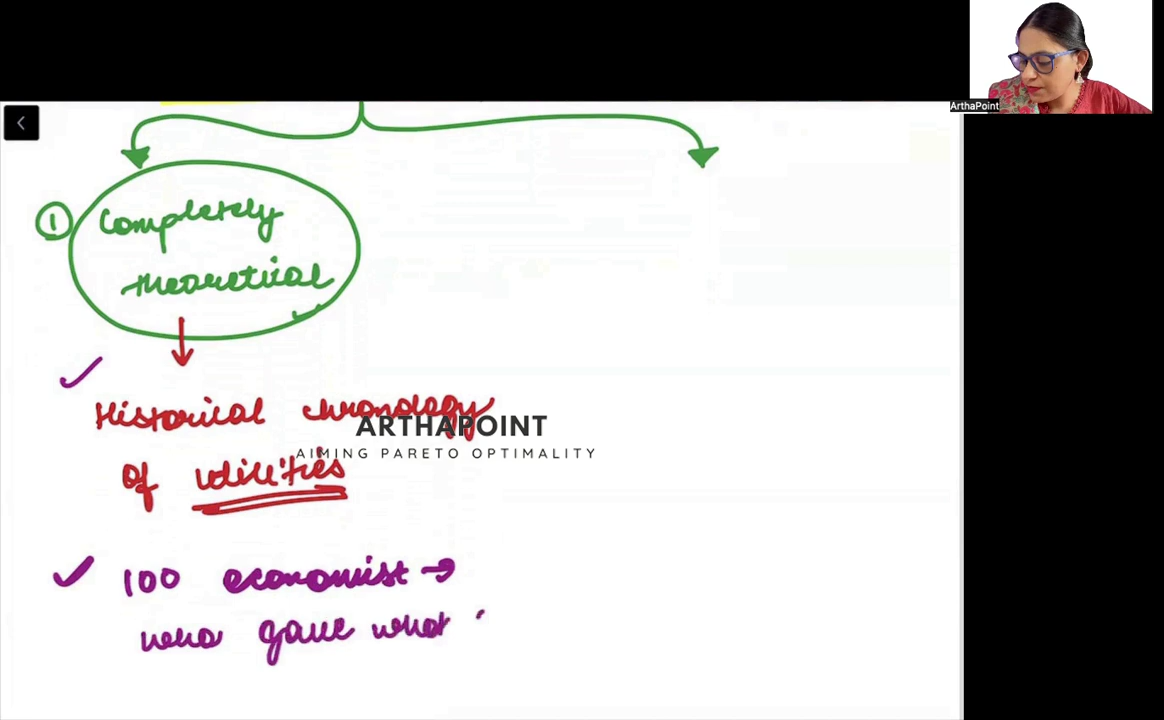 ArthaPoint
① Completely
theoretical
Historical chronology
of utilities
ARTHAPOINT
AIMING PARETO OPTIMALITY
100 economist →
who gave what